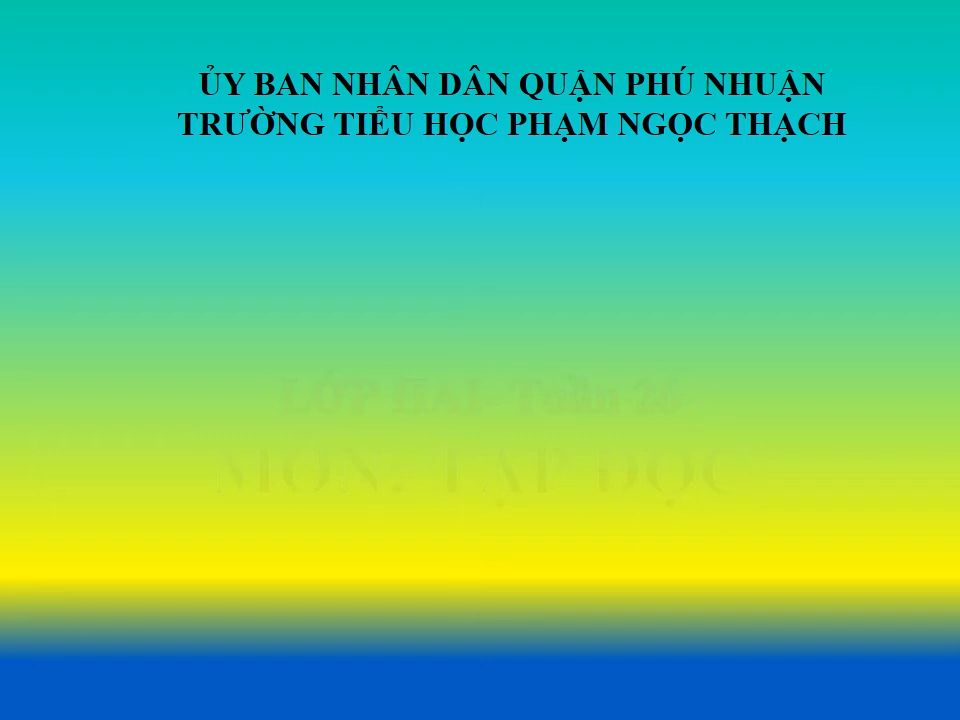 ỦY BAN NHÂN DÂN QUẬN PHÚ NHUẬN
TRƯỜNG TIỂU HỌC PHẠM NGỌC THẠCH
LỚP HAI- Tuần
MÔN: TẬP ĐỌC